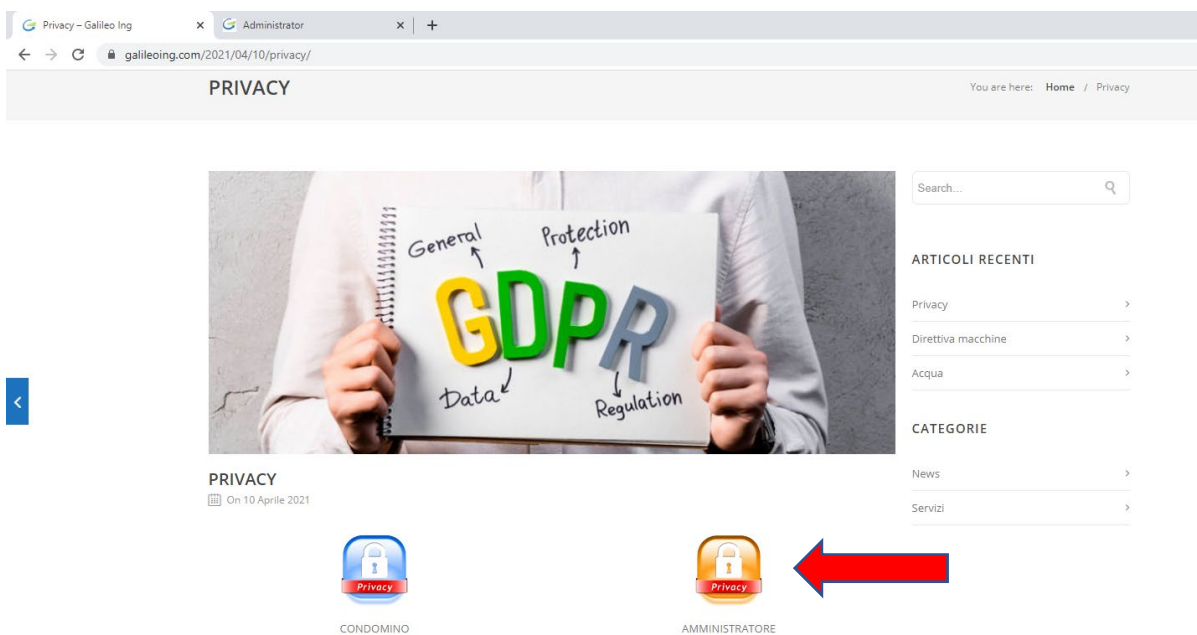 Privacy – Galileo Ing
Administrator
galileoing.com/2021/04/10/privacy/
PRIVACY
You are here: Home / Privacy
General
Protection
GDPR
Data
Regulation
Search...
ARTICOLI RECENTI
Privacy
Direttiva macchine
Acqua
CATEGORIE
News
Servizi
PRIVACY
On 10 Aprile 2021
Privacy
CONDOMINO
Privacy
AMMINISTRATORE